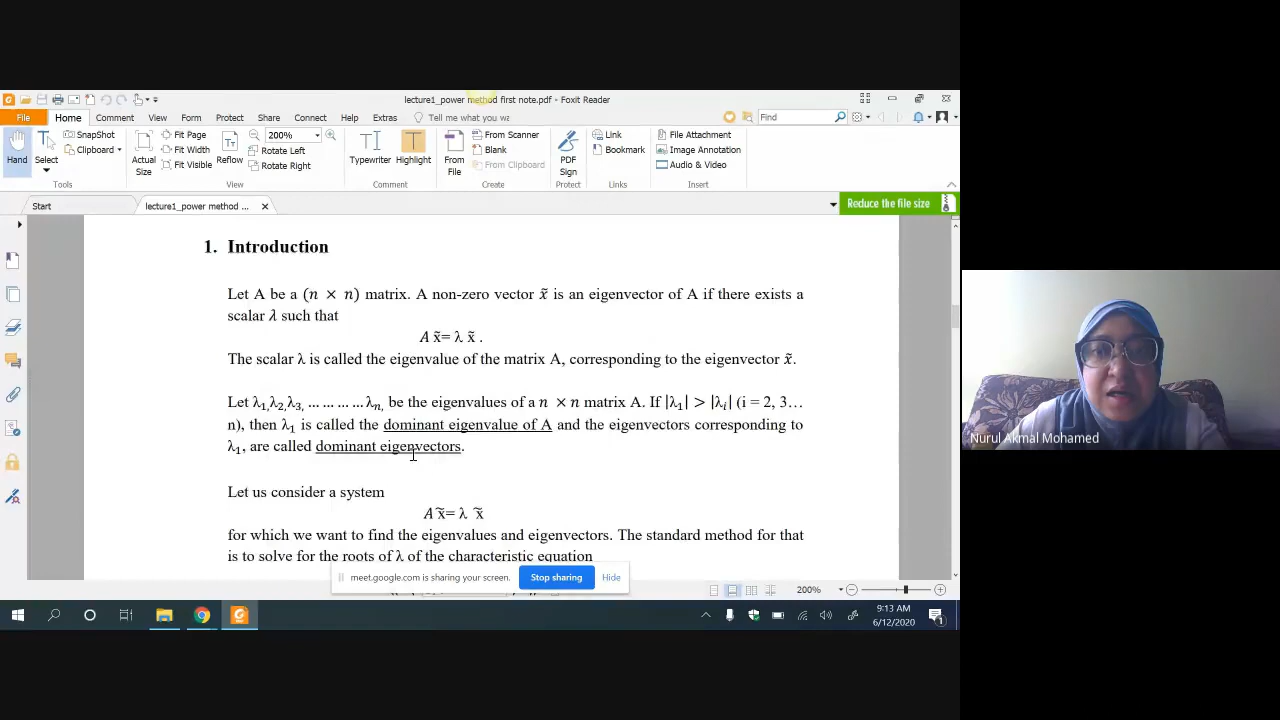 lecture1_power method first note.pdf - Foxit Reader
File Home Comment View Form Protect Share Connect Help Extras Tell me what you w Find
Hand Select SnapShot Clipboard Actual Size Fit Page Fit Width Fit Visible Reflow 200% Rotate Left Rotate Right Typewriter Highlight From File From Scanner Blank From Clipboard PDF Sign Link Bookmark File Attachment Image Annotation Audio & Video
Tools View Comment Create Protect Links Insert
Start lecture1_power method ... Reduce the file size
1. Introduction
Let A be a (n × n) matrix. A non-zero vector x̃ is an eigenvector of A if there exists a
scalar λ such that
A x̃= λ x̃ .
The scalar λ is called the eigenvalue of the matrix A, corresponding to the eigenvector x̃.
Let λ₁,λ₂,λ₃, … … … …λₙ, be the eigenvalues of a n × n matrix A. If |λ₁| > |λᵢ| (i = 2, 3…
n), then λ₁ is called the dominant eigenvalue of A and the eigenvectors corresponding to
λ₁, are called dominant eigenvectors.
Let us consider a system
A x̃= λ x̃
for which we want to find the eigenvalues and eigenvectors. The standard method for that
is to solve for the roots of λ of the characteristic equation
meet.google.com is sharing your screen. Stop sharing Hide
200%
9:13 AM
6/12/2020
1
Nurul Akmal Mohamed